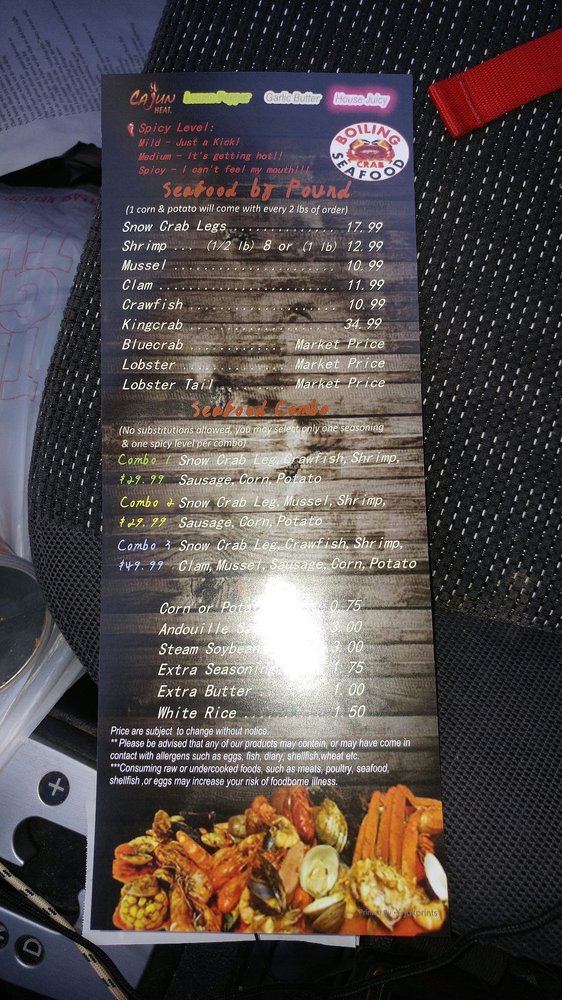 CAJUN HEAT. Lemon Pepper Garlic Butter House Juicy
Spicy Level:
Mild - Just a Kick!
Medium - It's getting hot!!
Spicy - I can't feel my mouth!!!
BOILING CRAB SEAFOOD
Seafood by Pound
(1 corn & potato will come with every 2 lbs of order)
Snow Crab Legs ............ 17.99
Shrimp ... (1/2 lb) 8 or (1 lb) 12.99
Mussel .................... 10.99
Clam ...................... 11.99
Crawfish .................. 10.99
Kingcrab .................. 34.99
Bluecrab ............ Market Price
Lobster ............. Market Price
Lobster Tail ........ Market Price
Seafood Combo
(No substitutions allowed, you may select only one seasoning
& one spicy level per combo)
Combo 1 Snow Crab Leg, Crawfish, Shrimp,
$29.99 Sausage, Corn, Potato
Combo 2 Snow Crab Leg, Mussel, Shrimp,
$29.99 Sausage, Corn, Potato
Combo 3 Snow Crab Leg, Crawfish, Shrimp,
$49.99 Clam, Mussel, Sausage, Corn, Potato
Corn or 0.75
Andouille 3.00
Steam 3.00
Extra 1.75
Extra Butter .......... 1.00
White Rice ............ 1.50
Price are subject to change without notice.
** Please be advised that any of our products may contain, or may have come in
contact with allergens such as eggs, fish, diary, shellfish,wheat etc.
***Consuming raw or undercooked foods, such as meats, poultry, seafood,
shellfish ,or eggs may increase your risk of foodborne illness.